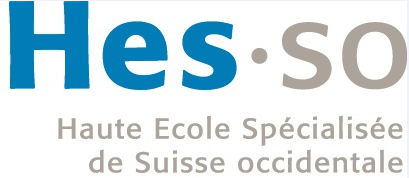 Hes·so
Haute Ecole Spécialisée
de Suisse occidentale